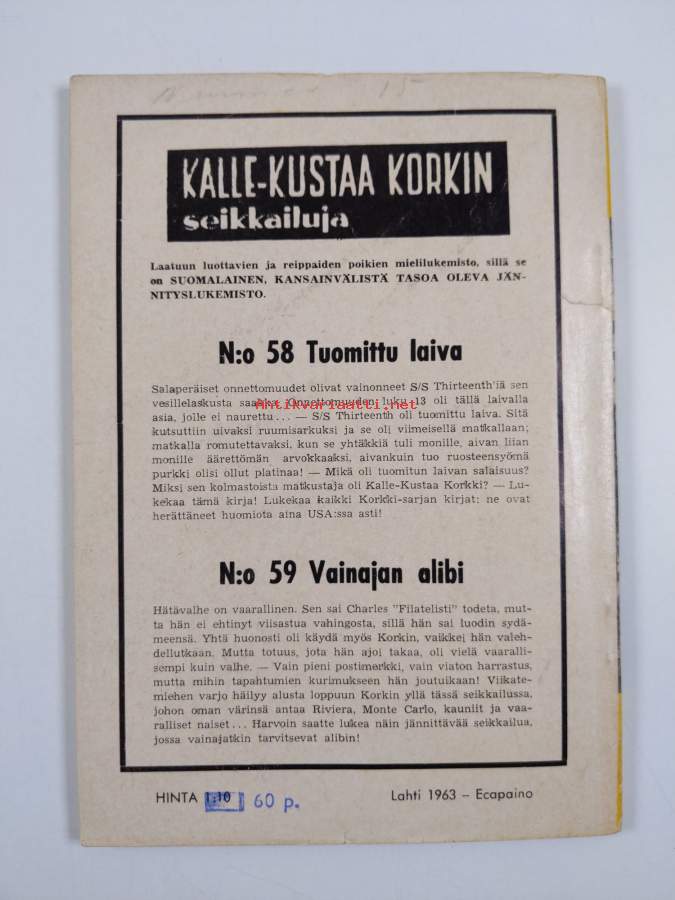 15
KALLE-KUSTAA KORKIN
seikkailuja
Laatuun luottavien ja reippaiden poikien mielilukemisto, sillä se
on SUOMALAINEN, KANSAINVÄLISTÄ TASOA OLEVA JÄN-
NITYSLUKEMISTO.
N:o 58 Tuomittu laiva
Salaperäiset onnettomuudet olivat vainonneet S/S Thirteenth'iä sen
vesillelaskusta saakka. Onnettomuuden luku 13 oli tällä laivalla
Antikvariaatti.net
asia, jolle ei naurettu... — S/S Thirteenth oli tuomittu laiva. Sitä
kutsuttiin uivaksi ruumisarkuksi ja se oli viimeisellä matkallaan;
matkalla romutettavaksi, kun se yhtäkkiä tuli monille, aivan liian
monille äärettömän arvokkaaksi, aivankuin tuo ruosteensyömä
purkki olisi ollut platinaa! — Mikä oli tuomitun laivan salaisuus?
Miksi sen kolmastoista matkustaja oli Kalle-Kustaa Korkki? — Lu-
kekaa tämä kirja! Lukekaa kaikki Korkki-sarjan kirjat; ne ovat
herättäneet huomiota aina USA:ssa asti!
N:o 59 Vainajan alibi
Hätävalhe on vaarallinen. Sen sai Charles "Filatelisti" todeta, mut-
ta hän ei ehtinyt viisastua vahingosta, sillä hän sai luodin sydä-
meensä. Yhtä huonosti oli käydä myös Korkin, vaikkei hän valeh-
dellutkaan. Mutta totuus, jota hän ajoi takaa, oli vielä vaaralli-
sempi kuin valhe. — Vain pieni postimerkki, vain viaton harrastus,
mutta mihin tapahtumien kurimukseen hän joutuikaan! Viikate-
miehen varjo häilyy alusta loppuun Korkin yllä tässä seikkailussa,
johon oman värinsä antaa Riviera, Monte Carlo, kauniit ja vaa-
ralliset naiset... Harvoin saatte lukea näin jännittävää seikkailua,
jossa vainajatkin tarvitsevat alibin!
HINTA 1:10 60 p. Lahti 1963 – Ecapaino